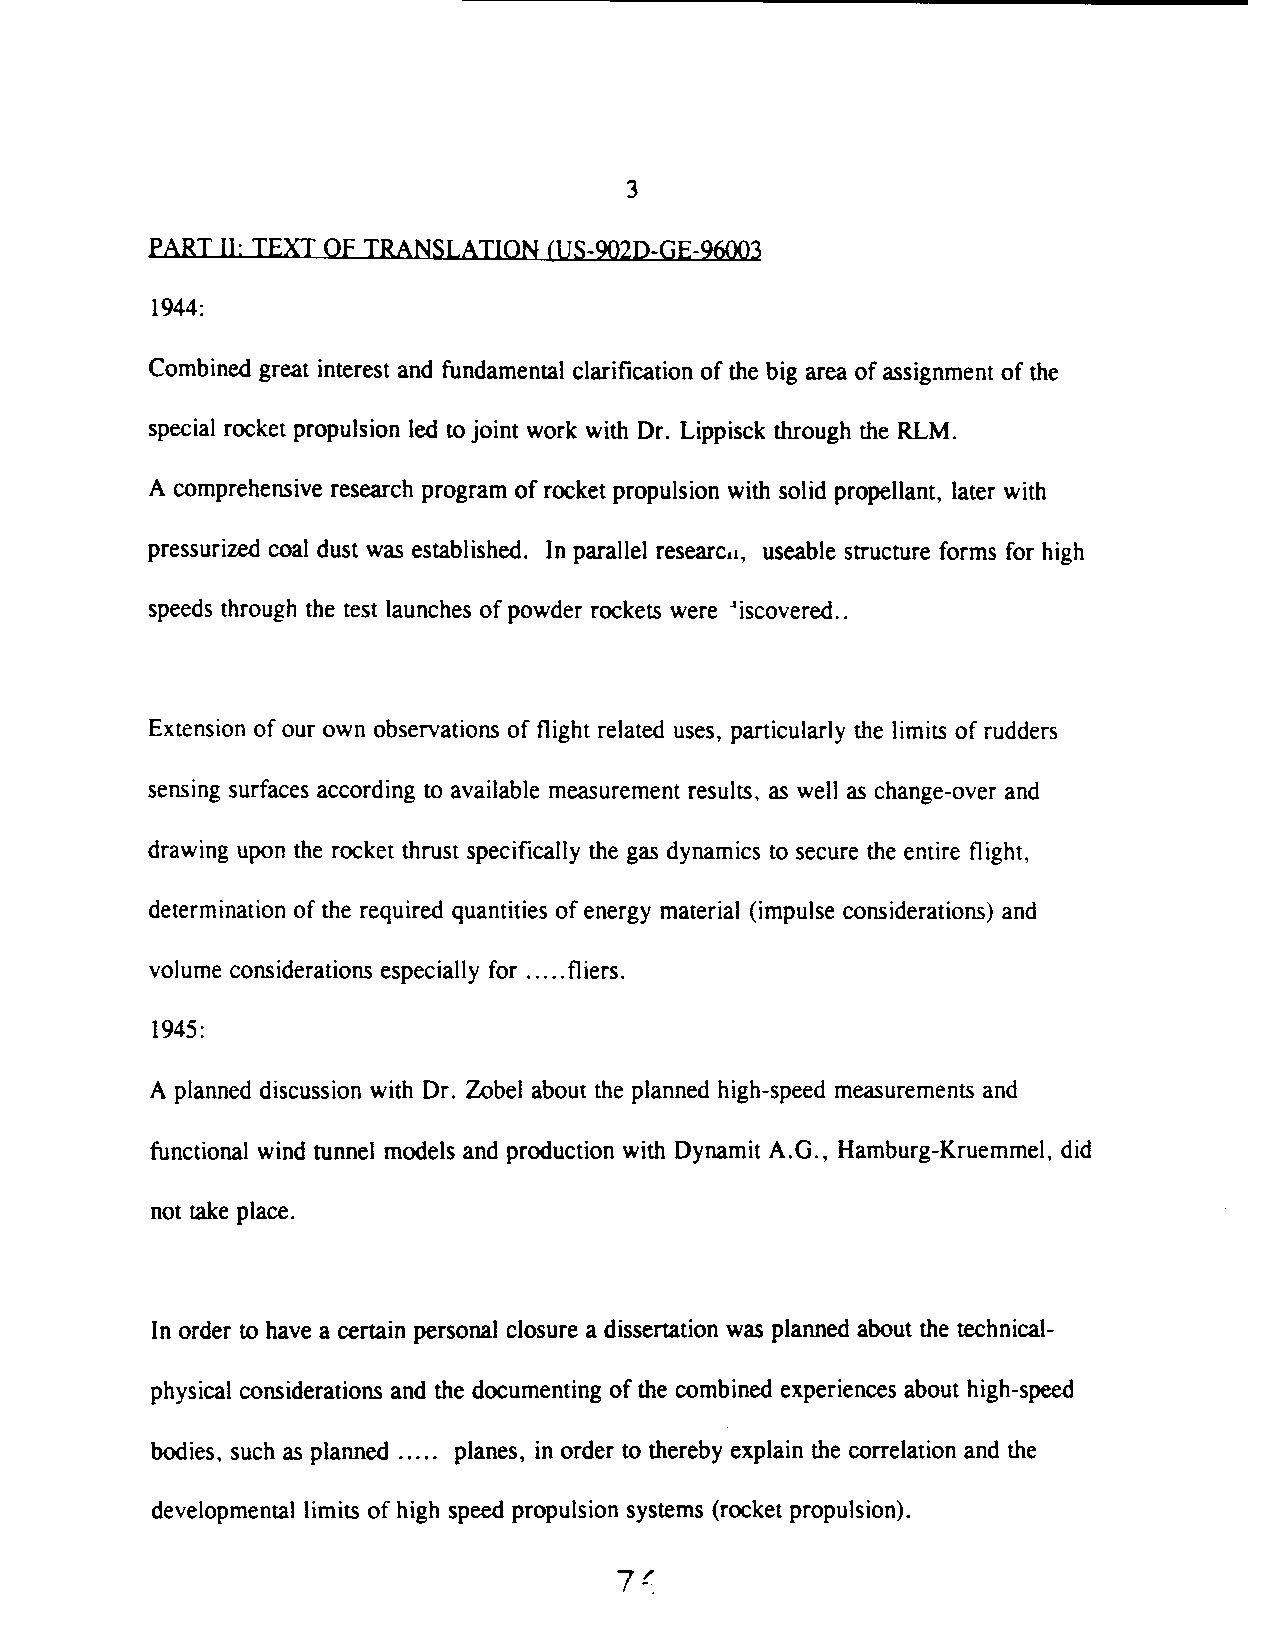 3
PART II: TEXT OF TRANSLATION (US-902D-GE-96003
1944:
Combined great interest and fundamental clarification of the big area of assignment of the
special rocket propulsion led to joint work with Dr. Lippisck through the RLM.
A comprehensive research program of rocket propulsion with solid propellant, later with
pressurized coal dust was established. In parallel research, useable structure forms for high
speeds through the test launches of powder rockets were discovered..
Extension of our own observations of flight related uses, particularly the limits of rudders
sensing surfaces according to available measurement results, as well as change-over and
drawing upon the rocket thrust specifically the gas dynamics to secure the entire flight,
determination of the required quantities of energy material (impulse considerations) and
volume considerations especially for .....fliers.
1945:
A planned discussion with Dr. Zobel about the planned high-speed measurements and
functional wind tunnel models and production with Dynamit A.G., Hamburg-Kruemmel, did
not take place.
In order to have a certain personal closure a dissertation was planned about the technical-
physical considerations and the documenting of the combined experiences about high-speed
bodies, such as planned ..... planes, in order to thereby explain the correlation and the
developmental limits of high speed propulsion systems (rocket propulsion).